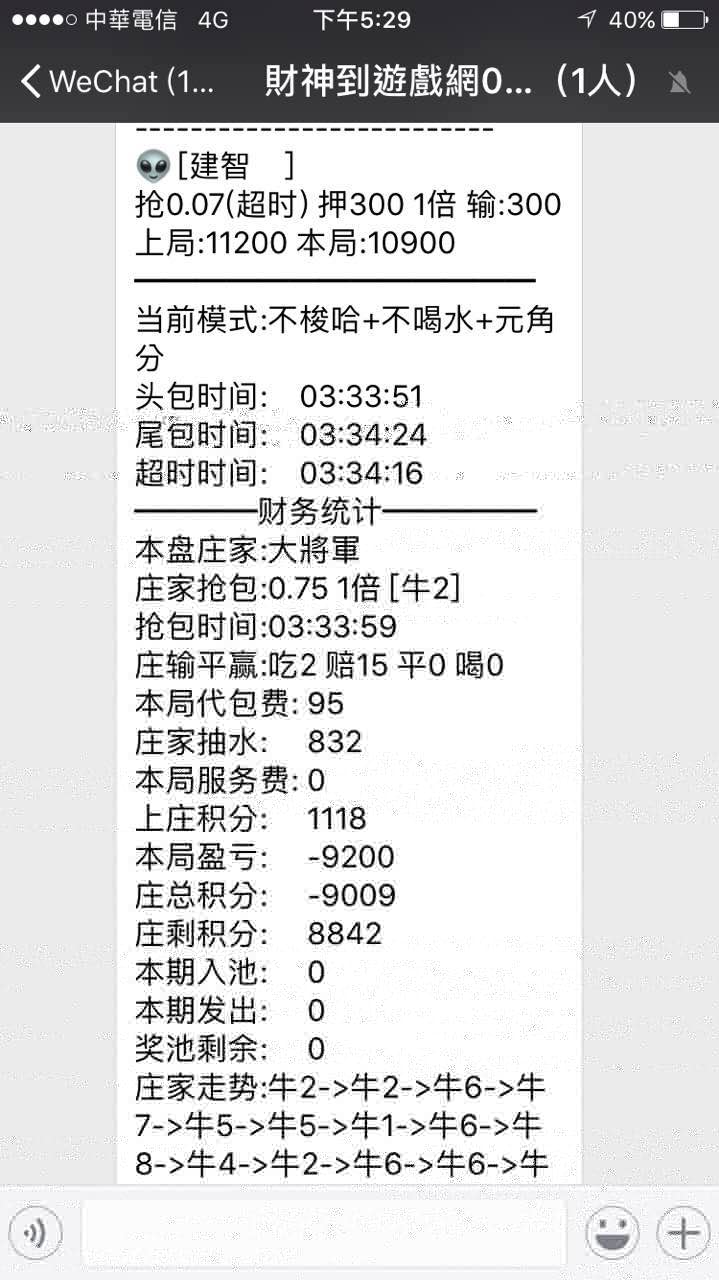 中華電信 4G 下午5:29 40%
WeChat (1... 財神到遊戲網0...（1人）
--------------------------
[建智 ]
抢0.07(超时) 押300 1倍 输:300
上局:11200 本局:10900
当前模式:不梭哈+不喝水+元角
分
头包时间: 03:33:51
尾包时间: 03:34:24
超时时间: 03:34:16
————财务统计—————
本盘庄家:大將軍
庄家抢包:0.75 1倍 [牛2]
抢包时间:03:33:59
庄输平赢:吃2 赔15 平0 喝0
本局代包费: 95
庄家抽水: 832
本局服务费: 0
上庄积分: 1118
本局盈亏: -9200
庄总积分: -9009
庄剩积分: 8842
本期入池: 0
本期发出: 0
奖池剩余: 0
庄家走势:牛2->牛2->牛6->牛
7->牛5->牛5->牛1->牛6->牛
8->牛4->牛2->牛6->牛6->牛